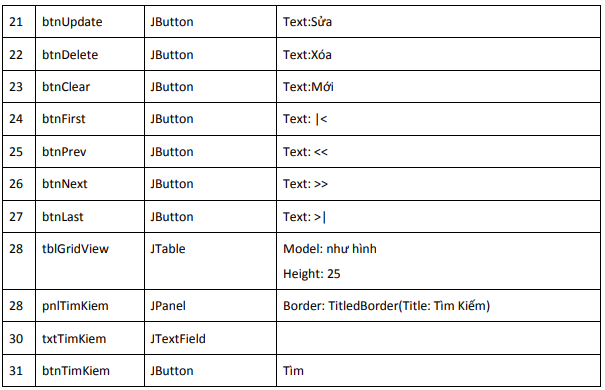 21 btnUpdate JButton Text:Sửa
22 btnDelete JButton Text:Xóa
23 btnClear JButton Text:Mới
24 btnFirst JButton Text: |<
25 btnPrev JButton Text: <<
26 btnNext JButton Text: >>
27 btnLast JButton Text: >|
28 tblGridView JTable Model: như hình
Height: 25
28 pnlTimKiem JPanel Border: TitledBorder(Title: Tìm Kiếm)
30 txtTimKiem JTextField
31 btnTimKiem JButton Tìm